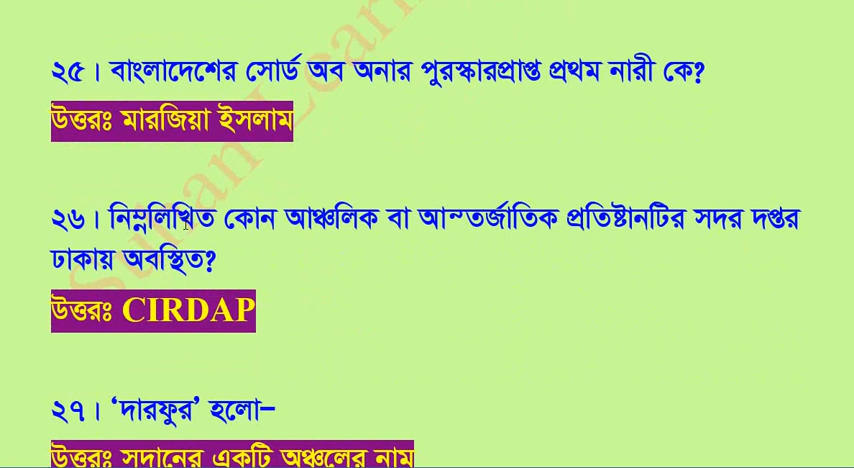 ২৫। বাংলাদেশের সোর্ড অব অনার পুরস্কারপ্রাপ্ত প্রথম নারী কে?
উত্তরঃ মারজিয়া ইসলাম
২৬। নিম্নলিখিত কোন আঞ্চলিক বা আন্তর্জাতিক প্রতিষ্টানটির সদর দপ্তর
ঢাকায় অবস্থিত?
উত্তরঃ CIRDAP
২৭। ‘দারফুর’ হলো–
উত্তরঃ সুদানের একটি অঞ্চলের নাম